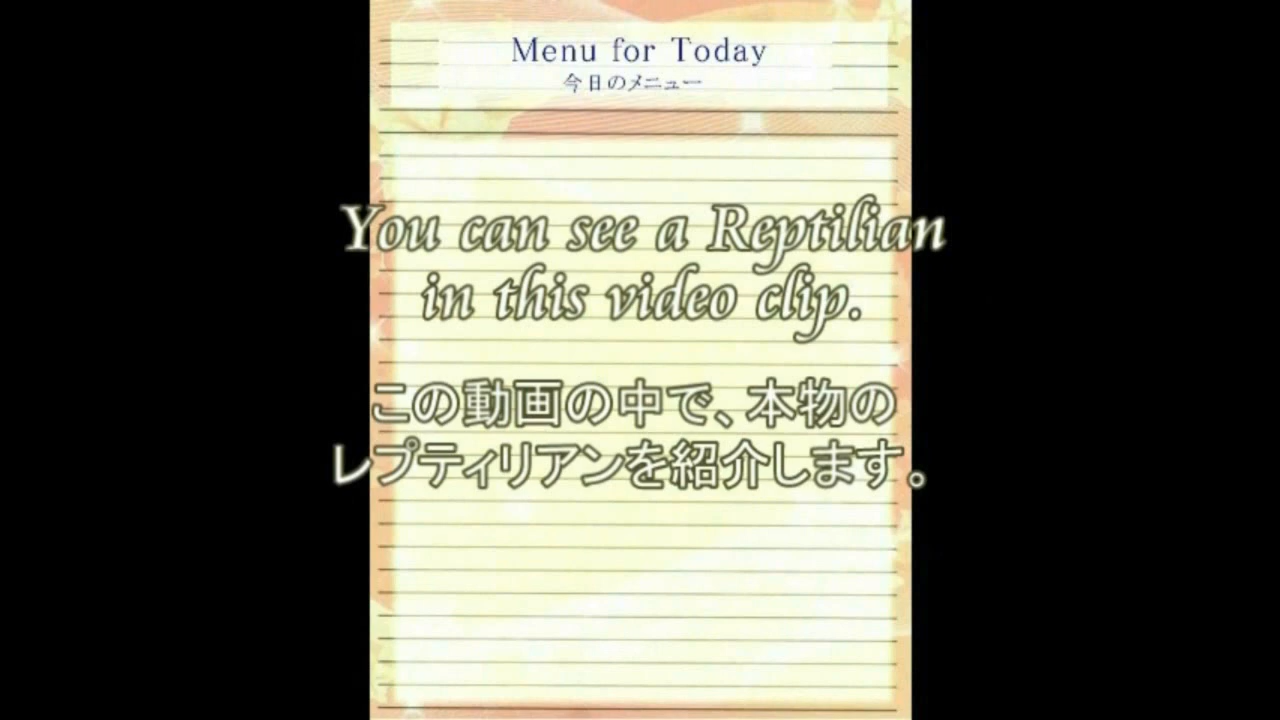 Menu for Today
今日のメニュー
You can see a Reptilian
in this video clip.
この動画の中で、本物の
レプティリアンを紹介します。